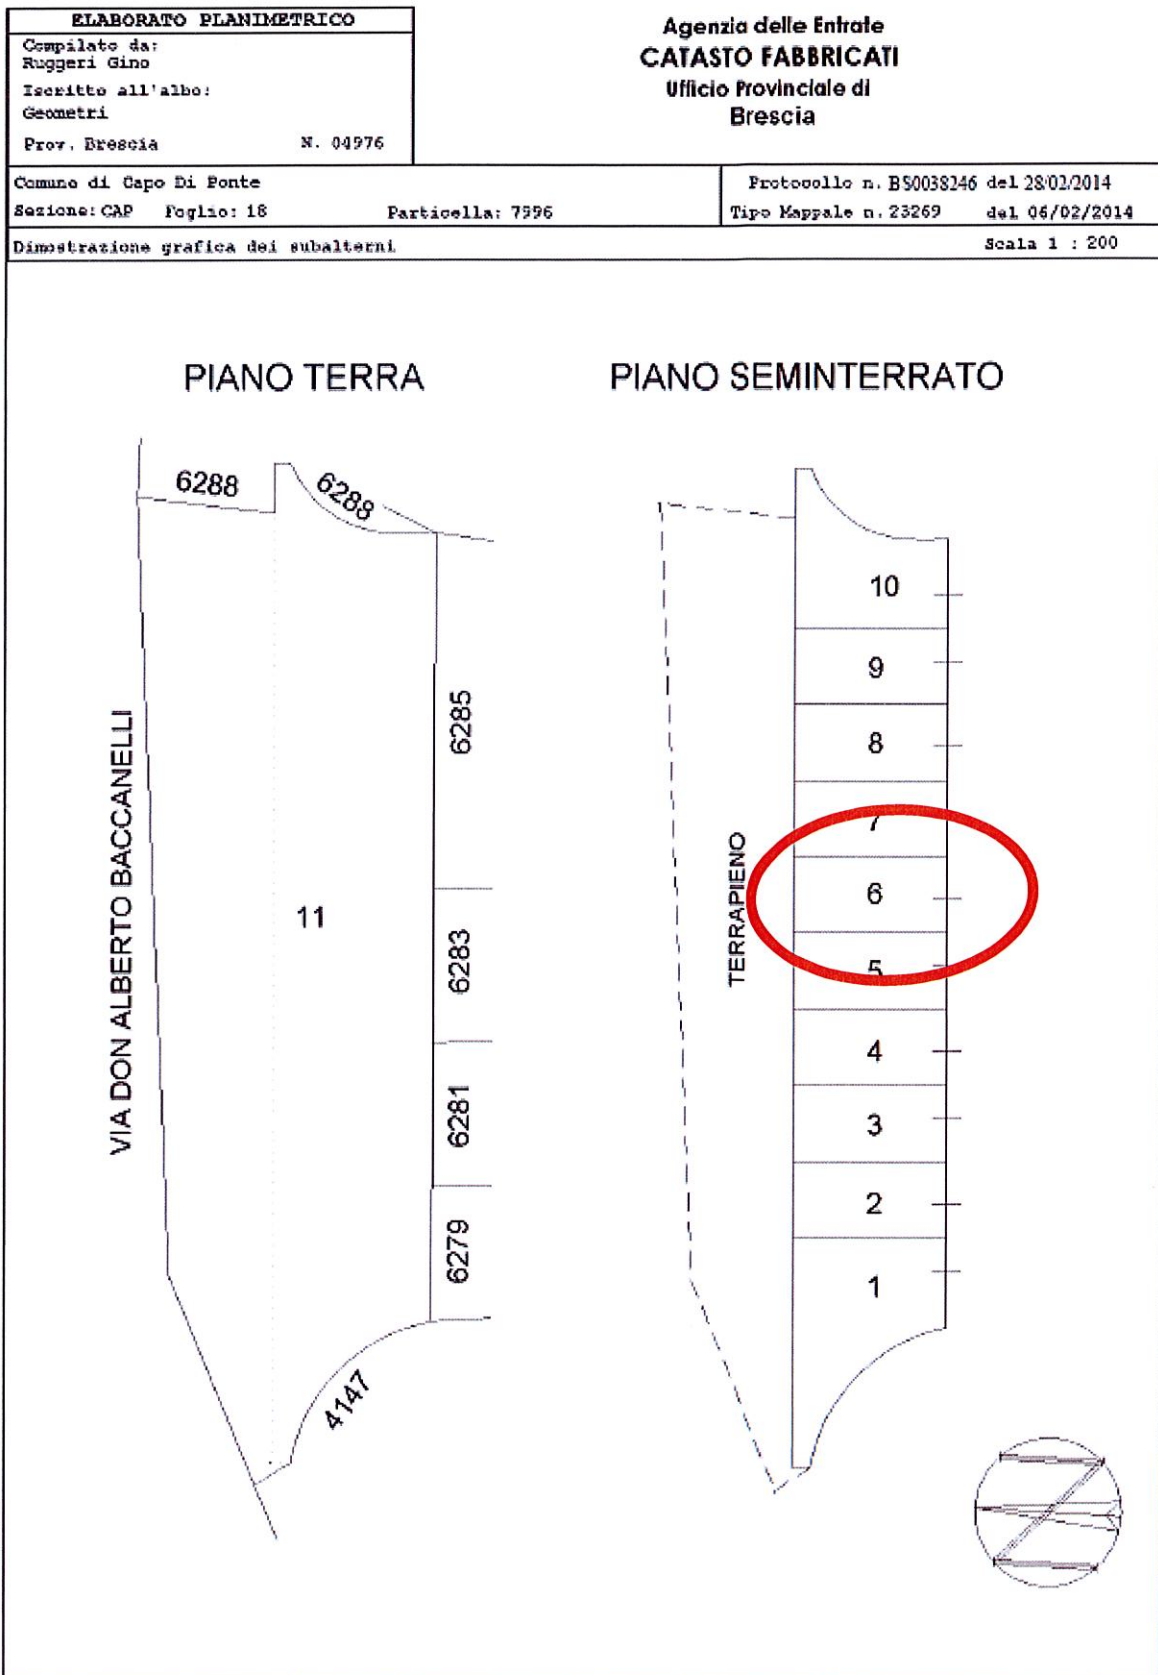 ELABORATO PLANIMETRICO
Compilato da:
Ruggeri Gino
Iscritto all'albo:
Geometri
Prov. Brescia N. 04976
Agenzia delle Entrate
CATASTO FABBRICATI
Ufficio Provinciale di
Brescia
Comune di Capo Di Ponte
Sezione: CAP Foglio: 18 Particella: 7996
Protocollo n. BS0038246 del 28/02/2014
Tipo Mappale n. 23269 del 06/02/2014
Dimostrazione grafica dei subalterni
Scala 1 : 200
PIANO TERRA
PIANO SEMINTERRATO
6288
6288
VIA DON ALBERTO BACCANELLI
11
6285
6283
6281
6279
4147
TERRAPIENO
10
9
8
7
6
5
4
3
2
1